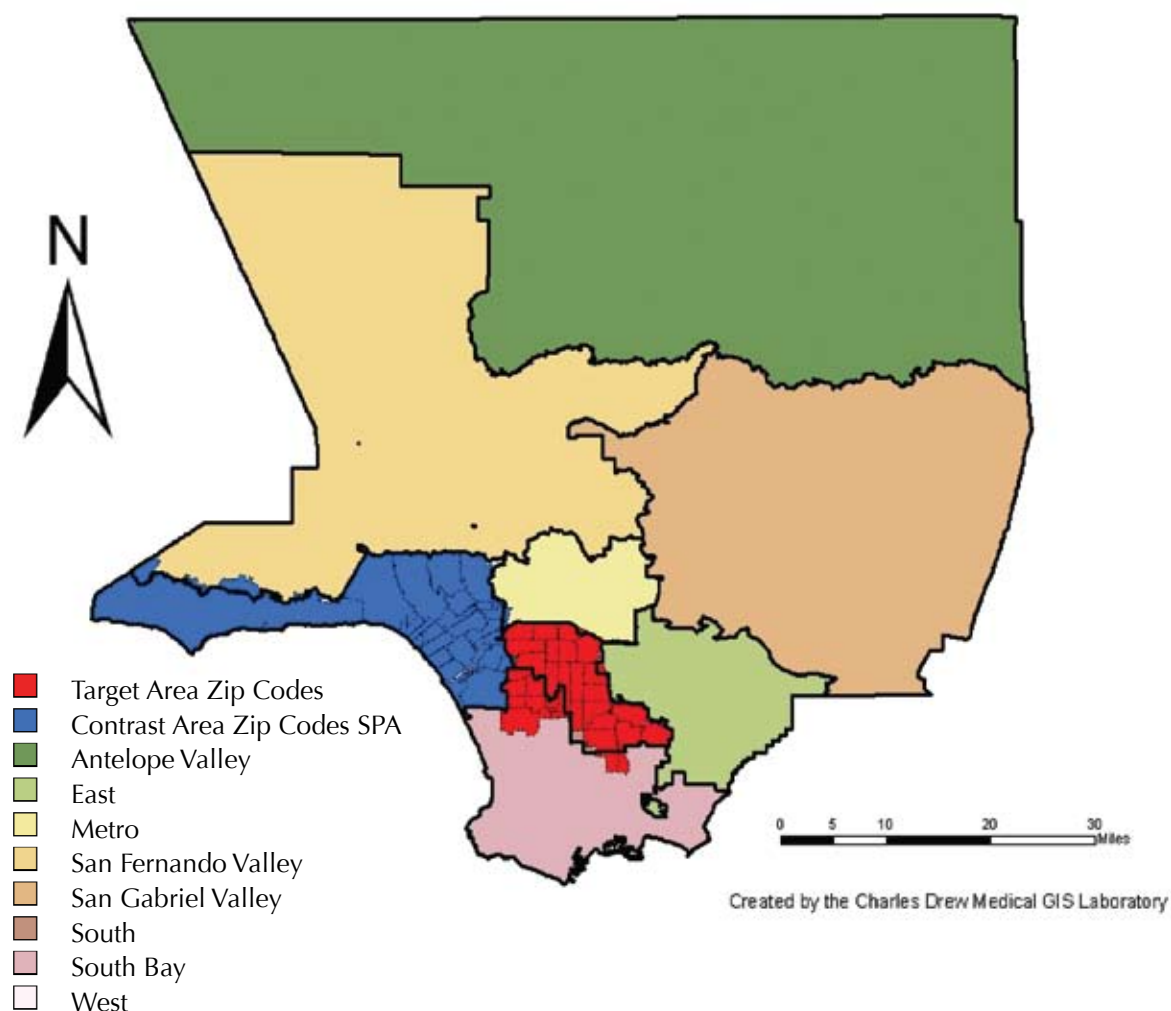 N
Target Area Zip Codes
Contrast Area Zip Codes SPA
Antelope Valley
East
Metro
San Fernando Valley
San Gabriel Valley
South
South Bay
West
0 5 10 20 30
Miles
Created by the Charles Drew Medical GIS Laboratory